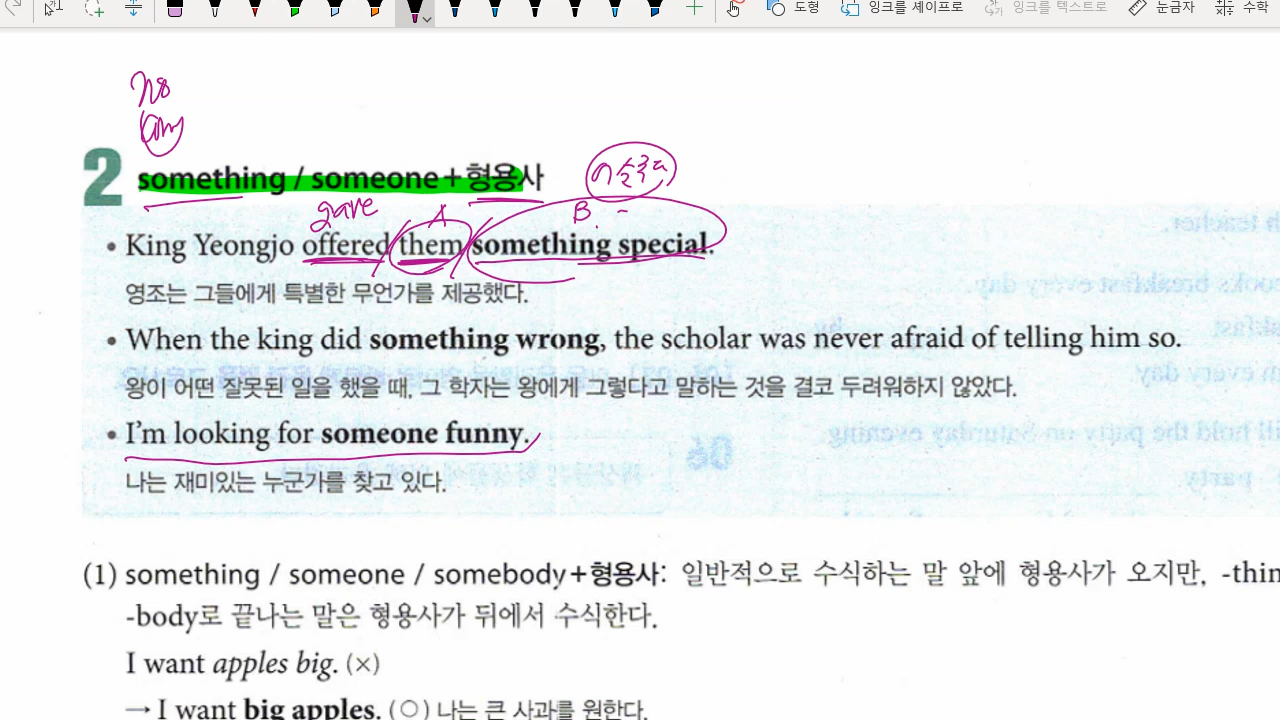 도형 잉크를 셰이프로 잉크를 텍스트로 눈금자 수학
no
2 something / someone + 형용사
gave A B
• King Yeongjo offered them something special.
영조는 그들에게 특별한 무언가를 제공했다.
• When the king did something wrong, the scholar was never afraid of telling him so.
왕이 어떤 잘못된 일을 했을 때, 그 학자는 왕에게 그렇다고 말하는 것을 결코 두려워하지 않았다.
• I'm looking for someone funny.
나는 재미있는 누군가를 찾고 있다.
(1) something / someone / somebody+형용사: 일반적으로 수식하는 말 앞에 형용사가 오지만, -thin
-body로 끝나는 말은 형용사가 뒤에서 수식한다.
I want apples big. (×)
→ I want big apples. (○) 나는 큰 사과를 원한다.